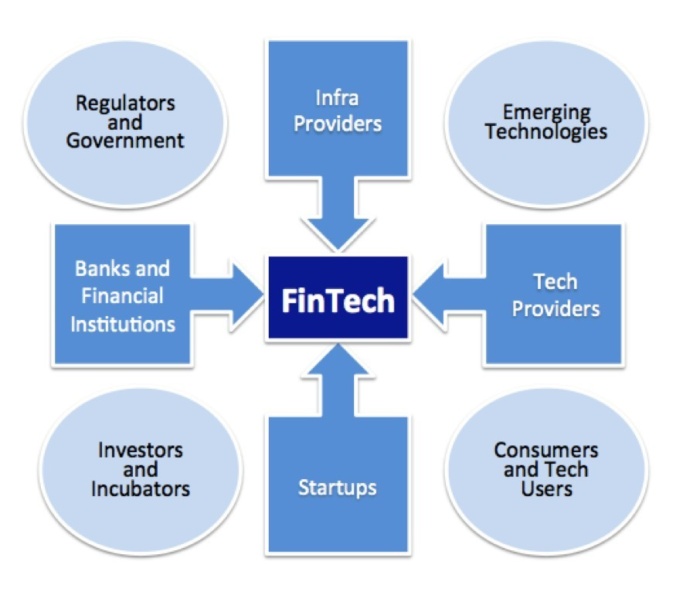 Regulators
and
Government
Infra
Providers
Emerging
Technologies
Banks and
Financial
Institutions
FinTech
Tech
Providers
Investors
and
Incubators
Startups
Consumers
and Tech
Users